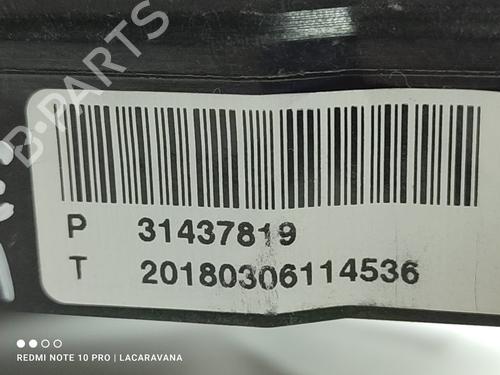 B-PARTS
P 31437819
T 20180306114536
REDMI NOTE 10 PRO | LACARAVANA